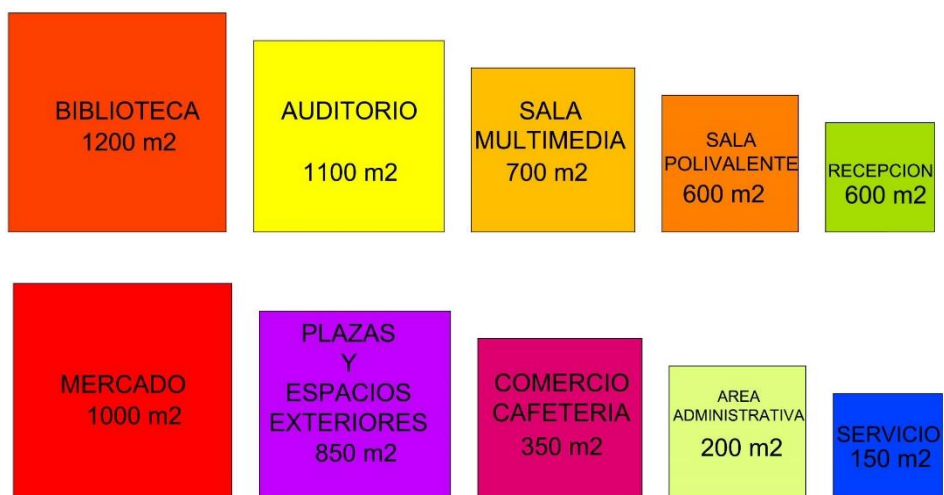 BIBLIOTECA
1200 m2
AUDITORIO
1100 m2
SALA
MULTIMEDIA
700 m2
SALA
POLIVALENTE
600 m2
RECEPCION
600 m2
MERCADO
1000 m2
PLAZAS
Y
ESPACIOS
EXTERIORES
850 m2
COMERCIO
CAFETERIA
350 m2
AREA
ADMINISTRATIVA
200 m2
SERVICIO
150 m2